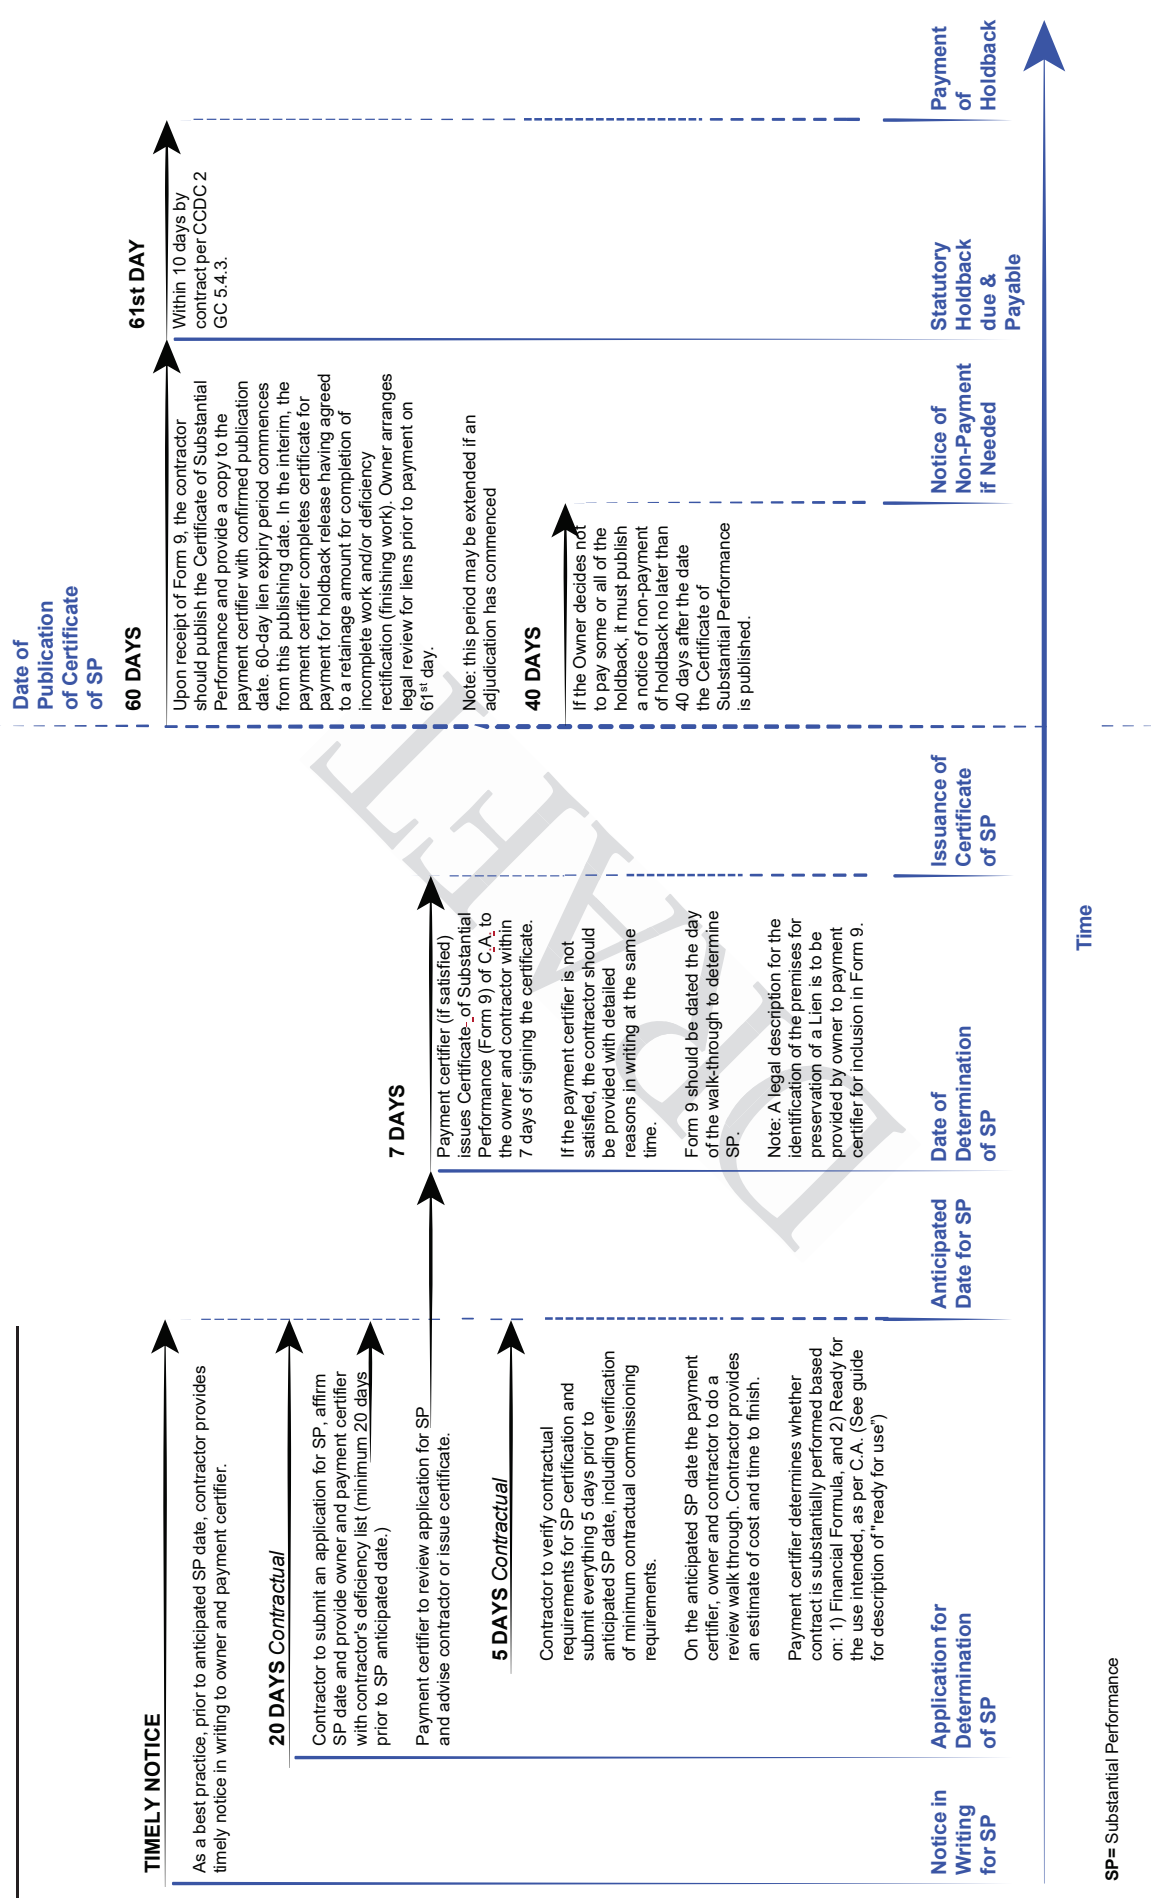 TIMELY NOTICE
As a best practice, prior to anticipated SP date, contractor provides
timely notice in writing to owner and payment certifier.
20 DAYS Contractual
Contractor to submit an application for SP, affirm
SP date and provide owner and payment certifier
with contractor's deficiency list (minimum 20 days
prior to SP anticipated date.)
Payment certifier to review application for SP
and advise contractor or issue certificate.
5 DAYS Contractual
Contractor to verify contractual
requirements for SP certification and
submit everything 5 days prior to
anticipated SP date, including verification
of minimum contractual commissioning
requirements.
On the anticipated SP date the payment
certifier, owner and contractor to do a
review walk through. Contractor provides
an estimate of cost and time to finish.
Payment certifier determines whether
contract is substantially performed based
on: 1) Financial Formula, and 2) Ready for
the use intended, as per C.A. (See guide
for description of "ready for use")
7 DAYS
Payment certifier (if satisfied)
issues Certificate- of Substantial
Performance (Form 9) of C.A. to
the owner and contractor within
7 days of signing the certificate.
If the payment certifier is not
satisfied, the contractor should
be provided with detailed
reasons in writing at the same
time.
Form 9 should be dated the day
of the walk-through to determine
SP.
Note: A legal description for the
identification of the premises for
preservation of a Lien is to be
provided by owner to payment
certifier for inclusion in Form 9.
Date of
Publication
of Certificate
of SP
60 DAYS
Upon receipt of Form 9, the contractor
should publish the Certificate of Substantial
Performance and provide a copy to the
payment certifier with confirmed publication
date. 60-day lien expiry period commences
from this publishing date. In the interim, the
payment certifier completes certificate for
payment for holdback release having agreed
to a retainage amount for completion of
incomplete work and/or deficiency
rectification (finishing work). Owner arranges
legal review for liens prior to payment on
61st day.
Note: this period may be extended if an
adjudication has commenced
40 DAYS
If the Owner decides not
to pay some or all of the
holdback, it must publish
a notice of non-payment
of holdback no later than
40 days after the date
the Certificate of
Substantial Performance
is published.
61st DAY
Within 10 days by
contract per CCDC 2
GC 5.4.3.
Notice in
Writing
for SP
Application for
Determination
of SP
Anticipated
Date for SP
Date of
Determination
of SP
Issuance of
Certificate
of SP
Notice of
Non-Payment
if Needed
Statutory
Holdback
due &
Payable
Payment
of
Holdback
Time
SP= Substantial Performance
DRAFT